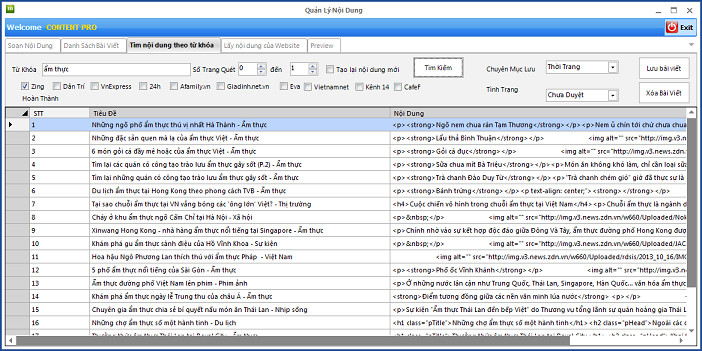 Quản Lý Nội Dung
Welcome CONTENT PRO
Exit
Soạn Nội Dung Danh Sách Bài Viết Tìm nội dung theo từ khóa Lấy nội dung của Website Preview
Từ Khóa ẩm thực Số Trang Quét 0 đến 1 Tạo lại nội dung mới Tìm Kiếm Chuyên Mục Lưu Thời Trang Lưu bài viết
Zing Dân Trí VnExpress 24h Afamily.vn Giadinhnet.vn Eva Vietnamnet Kênh 14 CafeF Tình Trạng Chưa Duyệt Xóa Bài Viết
Hoàn Thành
STT Tiêu Đề Nội Dung
1 Những ngõ phố ẩm thực thú vị nhất Hà Thành - Ẩm thực <p> <strong>Ngõ nem chua rán Tạm Thương</strong> </p> <p> Nem ủ chín tới chứ chưa chua
2 Những đặc sản quen mà lạ của ẩm thực Việt - Ẩm thực <p> <strong>Lẩu thả Bình Thuận</strong> </p> <img alt="" src="http://img.v3.news.zd
3 6 món gỏi cá đầy mê hoặc của ẩm thực Việt - Ẩm thực <p> <strong>Gỏi cá đục</strong> </p> <img alt="" src="http://img.v3.news.zdn.vn/w66
4 Tìm lại các quán có công tạo trào lưu ẩm thực gây sốt (P.2) - Ẩm thực <p> <strong>Sữa chua mít Bà Triệu</strong> </p> <p>Món ăn không khó làm, chỉ cần loại sữa
5 Tìm lại những quán có công tạo trào lưu ẩm thực gây sốt - Ẩm thực <p> <strong>Trà chanh Đào Duy Từ</strong> </p> <p> 'Trà chanh chém gió' giờ đã thực sự là
6 Du lịch ẩm thực tại Hong Kong theo phong cách TVB - Ẩm thực <p> <strong>Bánh trứng</strong> </p> <p text-align: center;"> <strong> </strong>
7 Tại sao chuỗi ẩm thực tại VN vắng bóng các 'ông lớn' Việt? - Thị trường <h4> Cuộc chiến vô hình trong chuỗi ẩm thực tại Việt Nam</h4> <p> Chuỗi ẩm thực là ngành d
8 Cháy ở khu ẩm thực ngõ Cấm Chỉ tại Hà Nội - Xã hội <p>&nbsp;</p> <img alt="" src="http://img.v3.news.zdn.vn/w660/Uploaded/Nok
9 Xinwang Hong Kong - nhà hàng ẩm thực nổi tiếng tại Singapore - Ẩm thực <p> Chính nhờ vào sự kết hợp độc đáo giữa Đông Và Tây, ẩm thực đường phố Hong Kong đượ
10 Khám phá gu ẩm thực sành điệu của Hồ Vĩnh Khoa - Sự kiện <p>&nbsp;</p> <img alt="" src="http://img.v3.news.zdn.vn/w660/Uploaded/JAC
11 Hoa hậu Ngô Phương Lan thích thú với ẩm thực Pháp - Việt Nam <img alt="" src="http://img.v3.news.zdn.vn/w660/Uploaded/rdsis/2013_10_16/IMG
12 5 phố ẩm thực nổi tiếng của Sài Gòn - Ẩm thực <p> <strong>Phố ốc Vĩnh Khánh</strong> </p> <img alt="" src="http://img.v3.news.z
13 Ẩm thực đường phố Việt Nam lên phim - Phim ảnh <p> Ở những nước lân cận như Trung Quốc, Thái Lan, Singapore, Hàn Quốc... văn hóa ẩm thực
14 Khám phá ẩm thực ngày lễ Trung thu của châu Á - Ẩm thực <strong>Điểm tương đồng giữa các nền văn minh lúa nước</strong> <p> </p>
15 Chuyên gia ẩm thực chia sẻ bí quyết nấu món ăn Thái Lan - Nhịp sống <p>Sự kiện 'Ẩm thực Thái Lan đến bếp Việt' do Thương vụ tổng lãnh sự quán hoàng gia Thái
16 Những chợ ẩm thực số một hành tinh - Du lịch <h1 class="pTitle">Những chợ ẩm thực số một hành tinh</h1> <h2 class="pHead">Ngoài các c
17